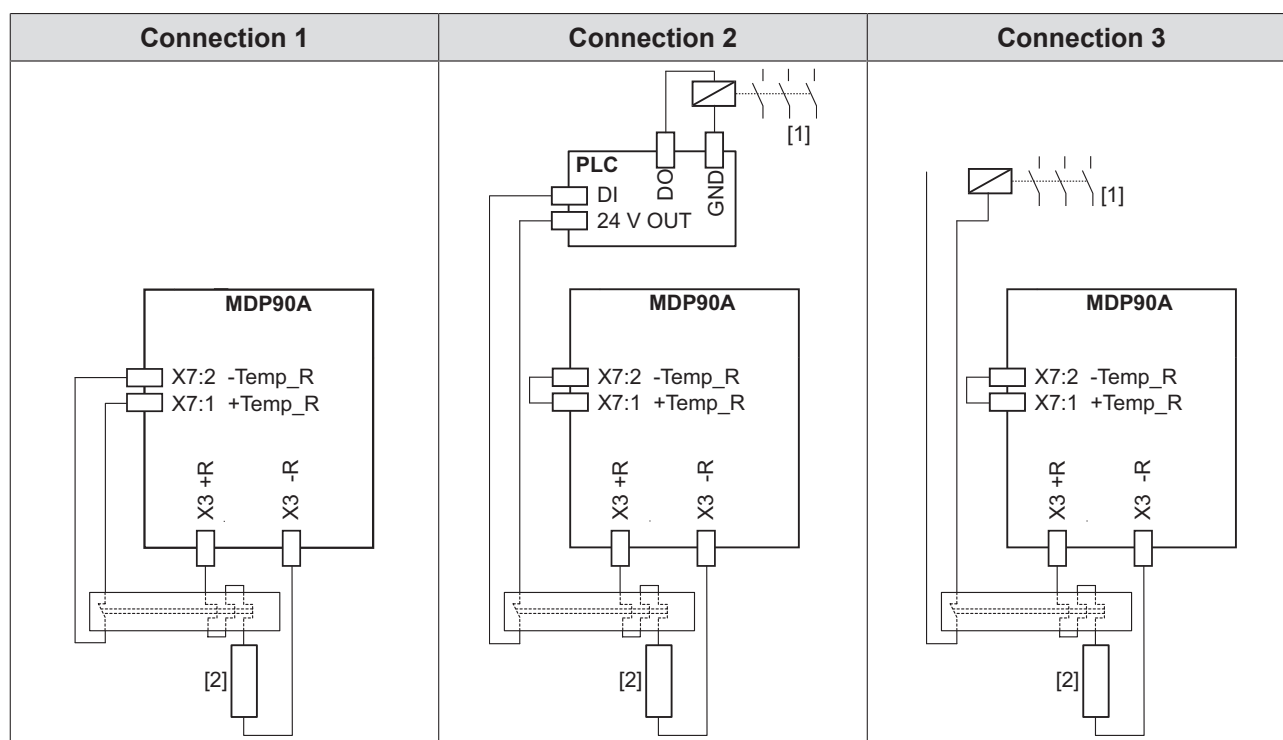 Connection 1
Connection 2
Connection 3
MDP90A
X7:2 -Temp_R
X7:1 +Temp_R
X3 +R
X3 -R
[2]
[1]
PLC
DO
GND
DI
24 V OUT
MDP90A
X7:2 -Temp_R
X7:1 +Temp_R
X3 +R
X3 -R
[2]
[1]
MDP90A
X7:2 -Temp_R
X7:1 +Temp_R
X3 +R
X3 -R
[2]